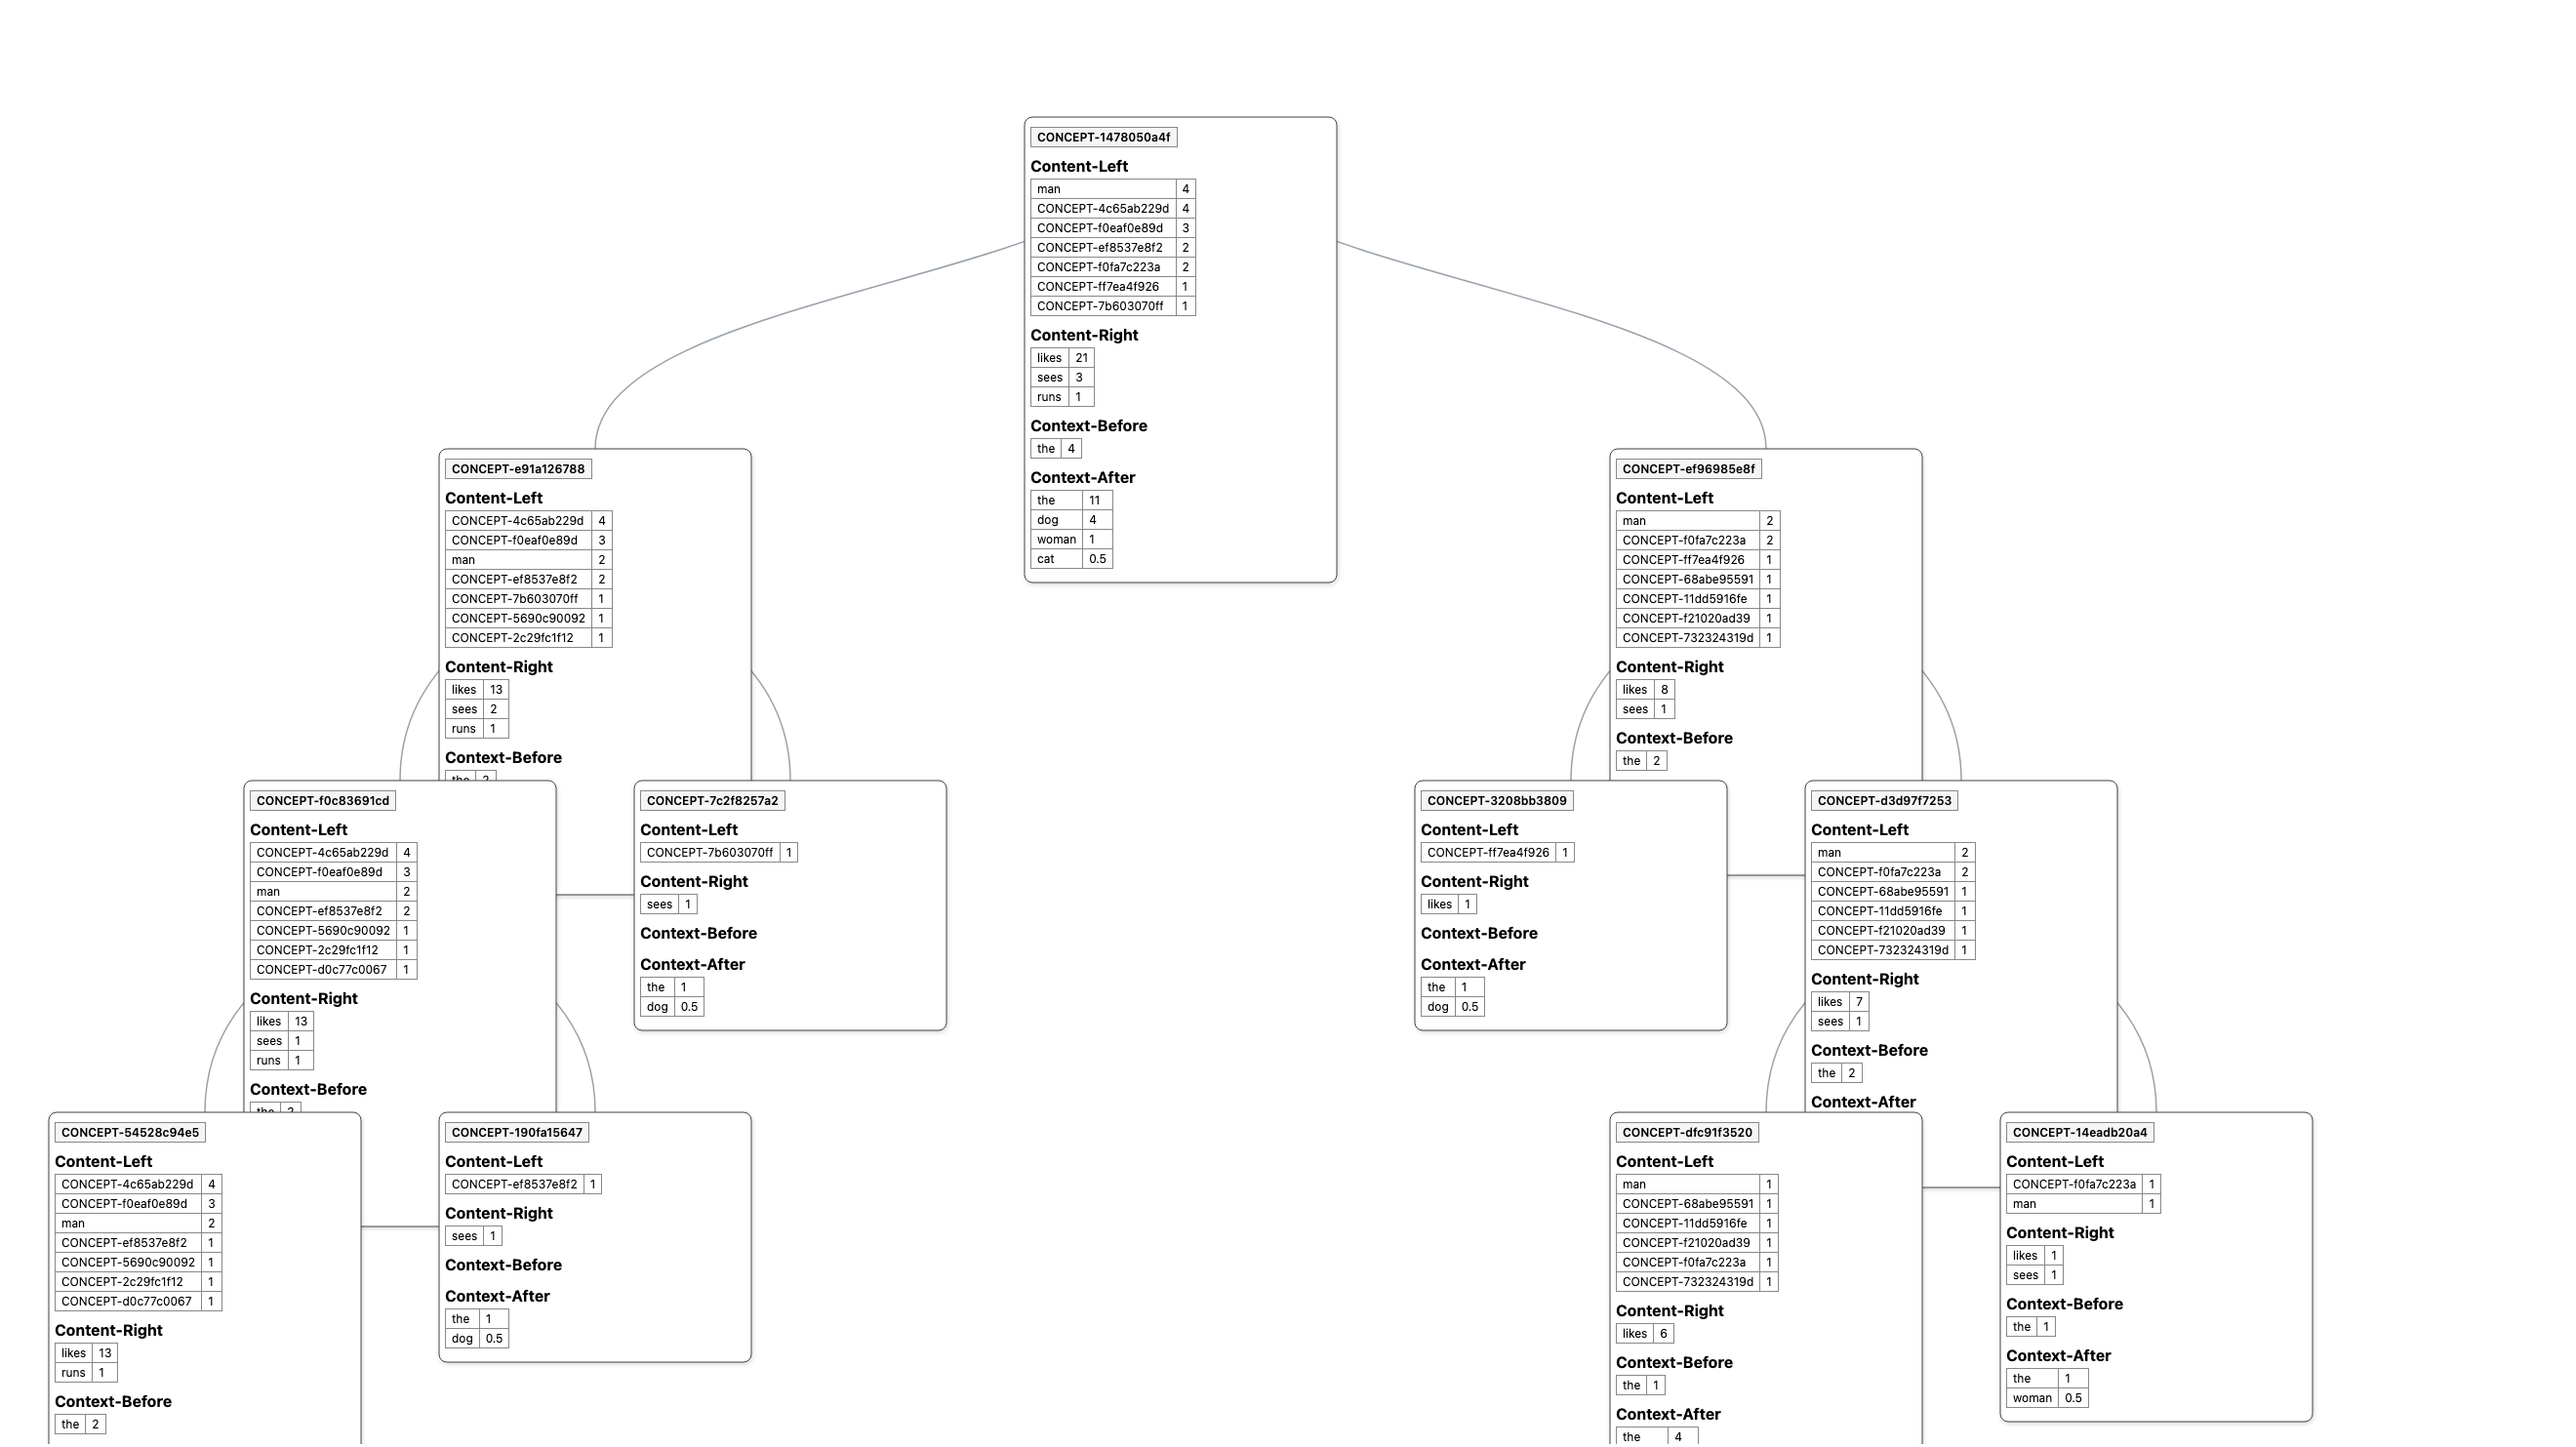 CONCEPT-1478050a4f
Content-Left
man 4
CONCEPT-4c65ab229d 4
CONCEPT-f0eaf0e89d 3
CONCEPT-ef8537e8f2 2
CONCEPT-f0fa7c223a 2
CONCEPT-ff7ea4f926 1
CONCEPT-7b603070ff 1
Content-Right
likes 21
sees 3
runs 1
Context-Before
the 4
Context-After
the 11
dog 4
woman 1
cat 0.5
CONCEPT-e91a126788
Content-Left
CONCEPT-4c65ab229d 4
CONCEPT-f0eaf0e89d 3
man 2
CONCEPT-ef8537e8f2 2
CONCEPT-7b603070ff 1
CONCEPT-5690c90092 1
CONCEPT-2c29fc1f12 1
Content-Right
likes 13
sees 2
runs 1
Context-Before
the 2
CONCEPT-ef96985e8f
Content-Left
man 2
CONCEPT-f0fa7c223a 2
CONCEPT-ff7ea4f926 1
CONCEPT-68abe95591 1
CONCEPT-11dd5916fe 1
CONCEPT-f21020ad39 1
CONCEPT-732324319d 1
Content-Right
likes 8
sees 1
Context-Before
the 2
CONCEPT-f0c83691cd
Content-Left
CONCEPT-4c65ab229d 4
CONCEPT-f0eaf0e89d 3
man 2
CONCEPT-ef8537e8f2 2
CONCEPT-5690c90092 1
CONCEPT-2c29fc1f12 1
CONCEPT-d0c77c0067 1
Content-Right
likes 13
sees 1
runs 1
Context-Before
the 2
CONCEPT-7c2f8257a2
Content-Left
CONCEPT-7b603070ff 1
Content-Right
sees 1
Context-Before
Context-After
the 1
dog 0.5
CONCEPT-3208bb3809
Content-Left
CONCEPT-ff7ea4f926 1
Content-Right
likes 1
Context-Before
Context-After
the 1
dog 0.5
CONCEPT-d3d97f7253
Content-Left
man 2
CONCEPT-f0fa7c223a 2
CONCEPT-68abe95591 1
CONCEPT-11dd5916fe 1
CONCEPT-f21020ad39 1
CONCEPT-732324319d 1
Content-Right
likes 7
sees 1
Context-Before
the 2
Context-After
CONCEPT-54528c94e5
Content-Left
CONCEPT-4c65ab229d 4
CONCEPT-f0eaf0e89d 3
man 2
CONCEPT-ef8537e8f2 1
CONCEPT-5690c90092 1
CONCEPT-2c29fc1f12 1
CONCEPT-d0c77c0067 1
Content-Right
likes 13
runs 1
Context-Before
the 2
CONCEPT-190fa15647
Content-Left
CONCEPT-ef8537e8f2 1
Content-Right
sees 1
Context-Before
Context-After
the 1
dog 0.5
CONCEPT-dfc91f3520
Content-Left
man 1
CONCEPT-68abe95591 1
CONCEPT-11dd5916fe 1
CONCEPT-f21020ad39 1
CONCEPT-f0fa7c223a 1
CONCEPT-732324319d 1
Content-Right
likes 6
Context-Before
the 1
Context-After
the 4
CONCEPT-14eadb20a4
Content-Left
CONCEPT-f0fa7c223a 1
man 1
Content-Right
likes 1
sees 1
Context-Before
the 1
Context-After
the 1
woman 0.5